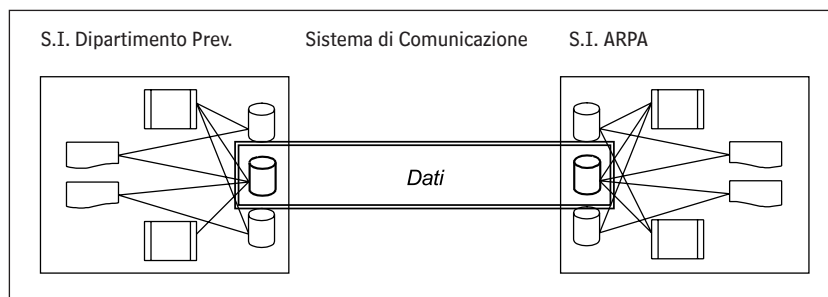 S.I. Dipartimento Prev. Sistema di Comunicazione S.I. ARPA
Dati